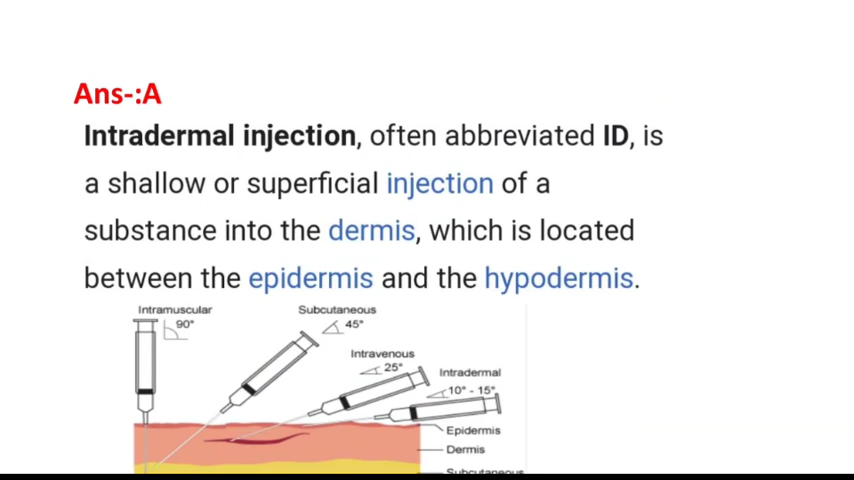 Ans-:A
Intradermal injection, often abbreviated ID, is
a shallow or superficial injection of a
substance into the dermis, which is located
between the epidermis and the hypodermis.
Intramuscular
90°
Subcutaneous
45°
Intravenous
25°
Intradermal
10° - 15°
Epidermis
Dermis
Subcutaneous